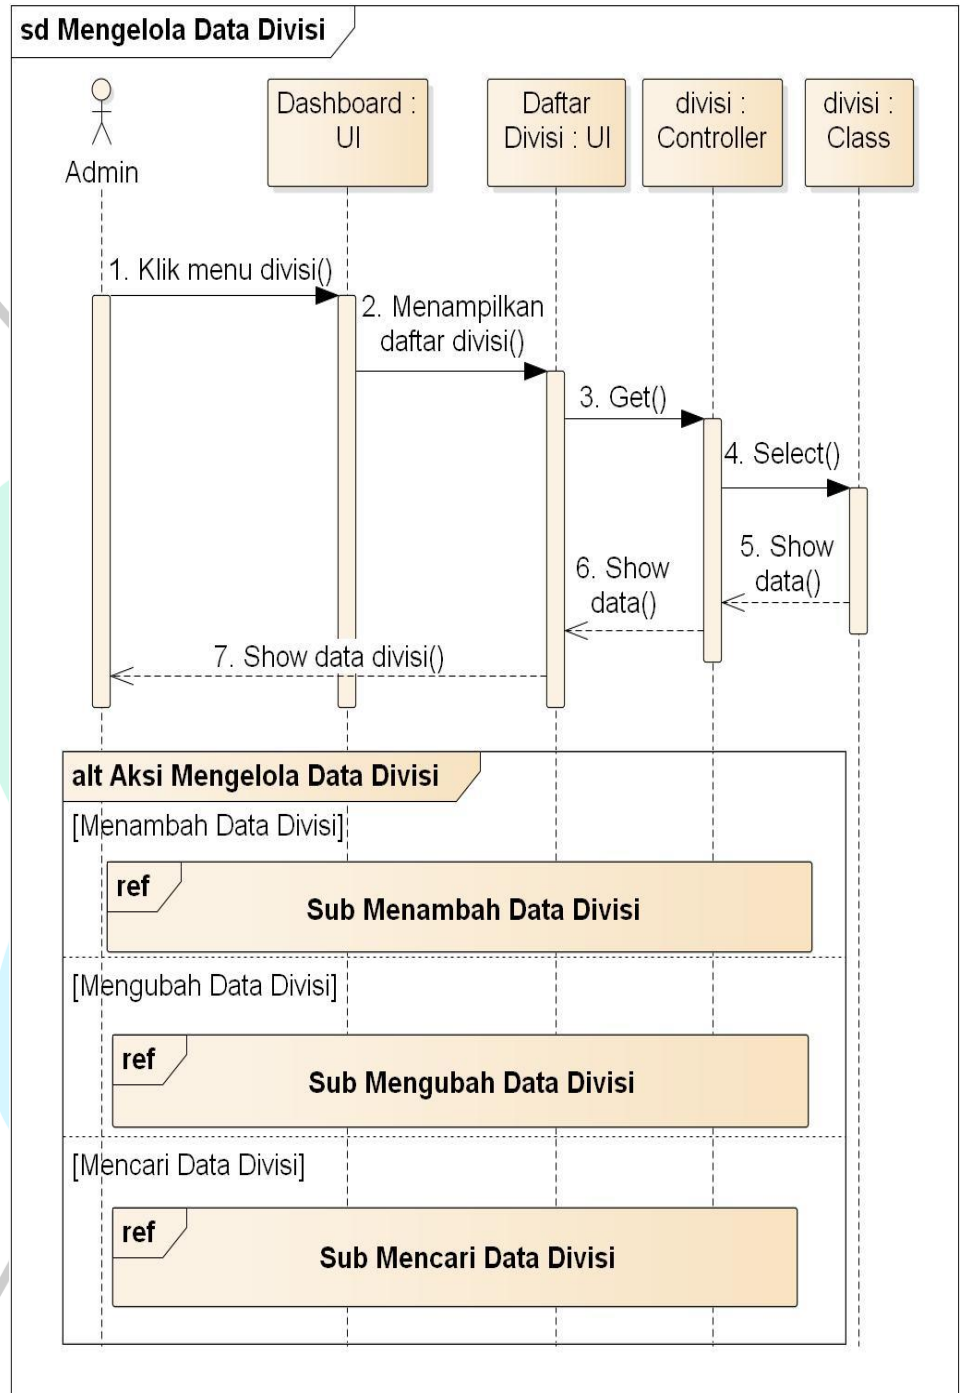 sd Mengelola Data Divisi
Admin
Dashboard :
UI
Daftar
Divisi : UI
divisi :
Controller
divisi :
Class
1. Klik menu divisi()
2. Menampilkan
daftar divisi()
3. Get()
4. Select()
5. Show
data()
6. Show
data()
7. Show data divisi()
alt Aksi Mengelola Data Divisi
[Menambah Data Divisi]
ref
Sub Menambah Data Divisi
[Mengubah Data Divisi]
ref
Sub Mengubah Data Divisi
[Mencari Data Divisi]
ref
Sub Mencari Data Divisi